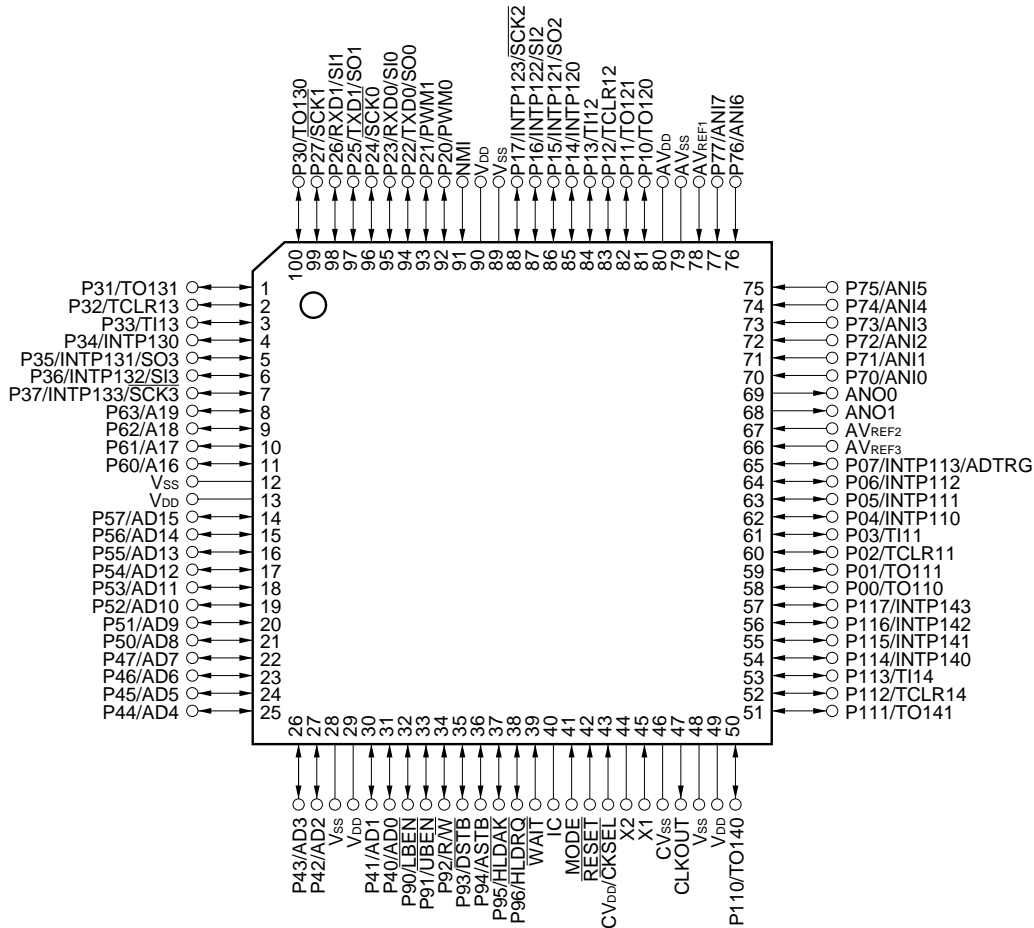 P30/TO130
P27/SCK1
P26/RXD1/SI1
P25/TXD1/SO1
P24/SCK0
P23/RXD0/SI0
P22/TXD0/SO0
P21/PWM1
P20/PWM0
NMI
VDD
VSS
P17/INTP123/SCK2
P16/INTP122/SI2
P15/INTP121/SO2
P14/INTP120
P13/TI12
P12/TCLR12
P11/TO121
P10/TO120
AVDD
AVSS
AVREF1
P77/ANI7
P76/ANI6
100 99 98 97 96 95 94 93 92 91 90 89 88 87 86 85 84 83 82 81 80 79 78 77 76
P31/TO131 1
P32/TCLR13 2
P33/TI13 3
P34/INTP130 4
P35/INTP131/SO3 5
P36/INTP132/SI3 6
P37/INTP133/SCK3 7
P63/A19 8
P62/A18 9
P61/A17 10
P60/A16 11
VSS 12
VDD 13
P57/AD15 14
P56/AD14 15
P55/AD13 16
P54/AD12 17
P53/AD11 18
P52/AD10 19
P51/AD9 20
P50/AD8 21
P47/AD7 22
P46/AD6 23
P45/AD5 24
P44/AD4 25
75 P75/ANI5
74 P74/ANI4
73 P73/ANI3
72 P72/ANI2
71 P71/ANI1
70 P70/ANI0
69 ANO0
68 ANO1
67 AVREF2
66 AVREF3
65 P07/INTP113/ADTRG
64 P06/INTP112
63 P05/INTP111
62 P04/INTP110
61 P03/TI11
60 P02/TCLR11
59 P01/TO111
58 P00/TO110
57 P117/INTP143
56 P116/INTP142
55 P115/INTP141
54 P114/INTP140
53 P113/TI14
52 P112/TCLR14
51 P111/TO141
26 27 28 29 30 31 32 33 34 35 36 37 38 39 40 41 42 43 44 45 46 47 48 49 50
P43/AD3
P42/AD2
VSS
VDD
P41/AD1
P40/AD0
P90/LBEN
P91/UBEN
P92/R/W
P93/DSTB
P94/ASTB
P95/HLDAK
P96/HLDRQ
WAIT
IC
MODE
RESET
CVDD/CKSEL
X2
X1
CVSS
CLKOUT
VSS
VDD
P110/TO140